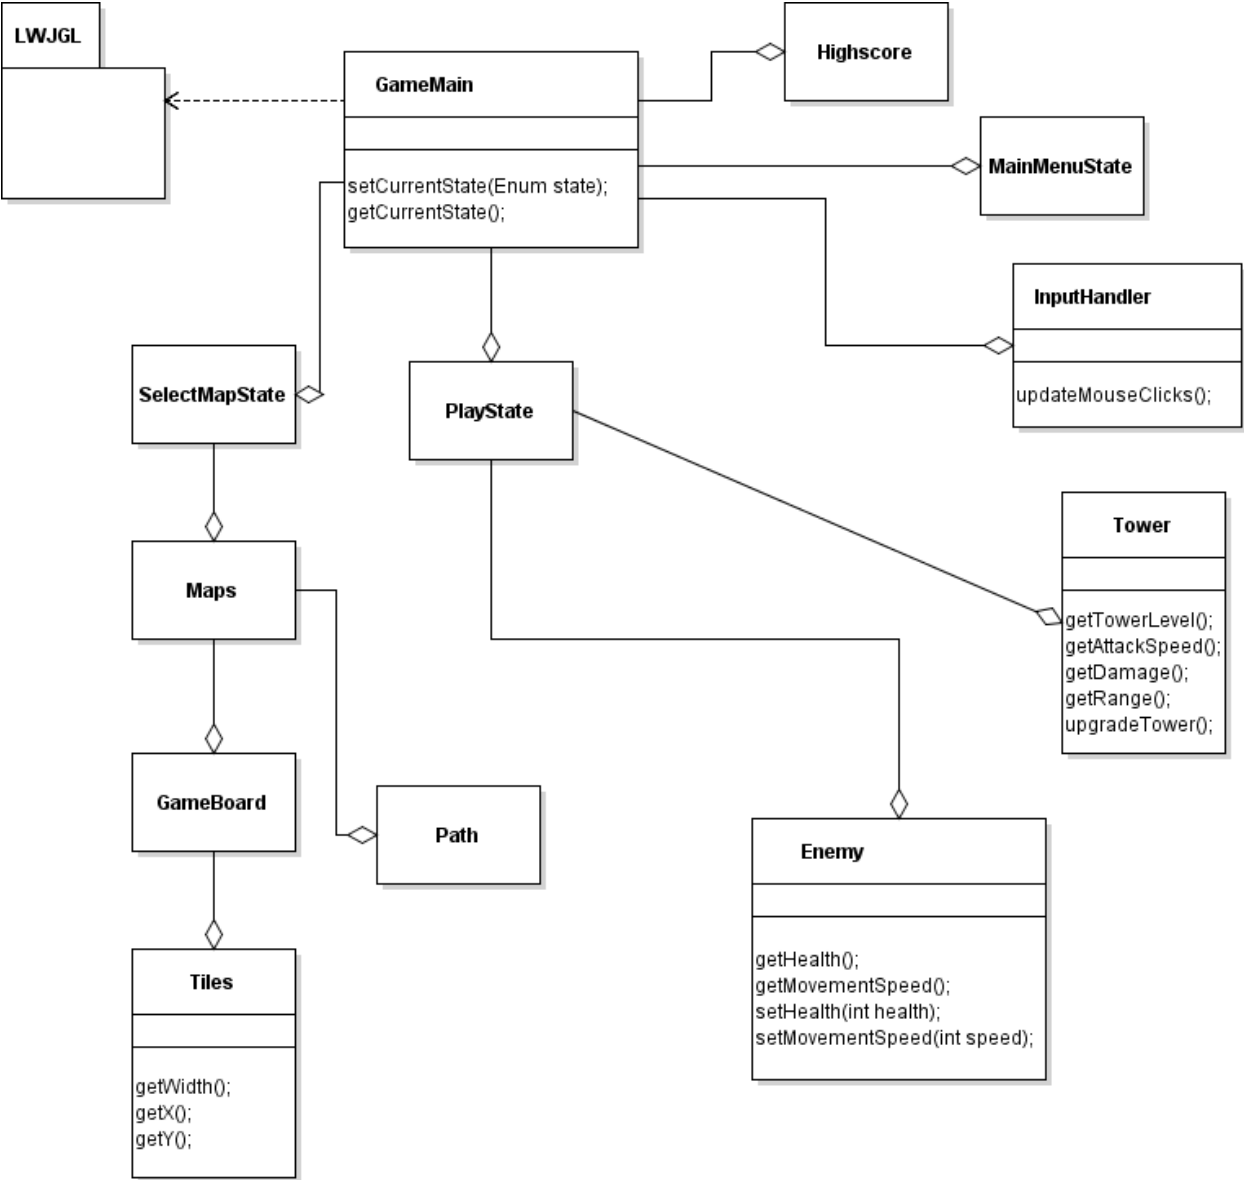 LWJGL
GameMain
setCurrentState(Enum state);
getCurrentState();
Highscore
MainMenuState
InputHandler
updateMouseClicks();
SelectMapState
PlayState
Tower
getTowerLevel();
getAttackSpeed();
getDamage();
getRange();
upgradeTower();
Maps
GameBoard
Path
Enemy
getHealth();
getMovementSpeed();
setHealth(int health);
setMovementSpeed(int speed);
Tiles
getWidth();
getX();
getY();